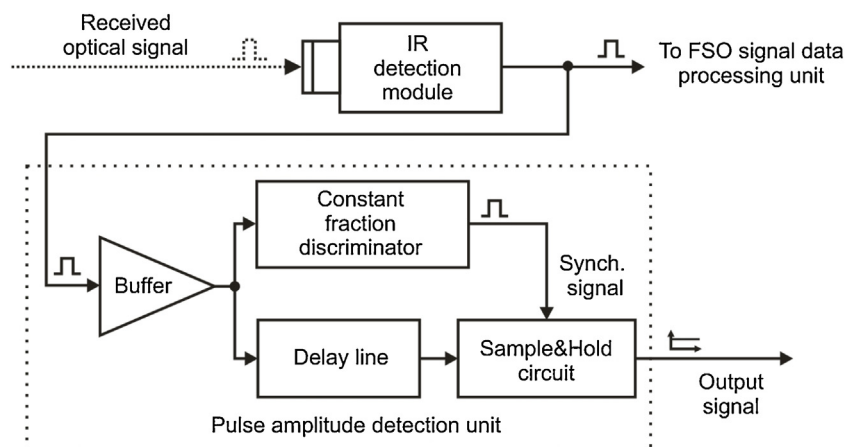 Received
optical signal
IR
detection
module
To FSO signal data
processing unit
Constant
fraction
discriminator
Synch.
signal
Buffer
Delay line
Sample&Hold
circuit
Output
signal
Pulse amplitude detection unit